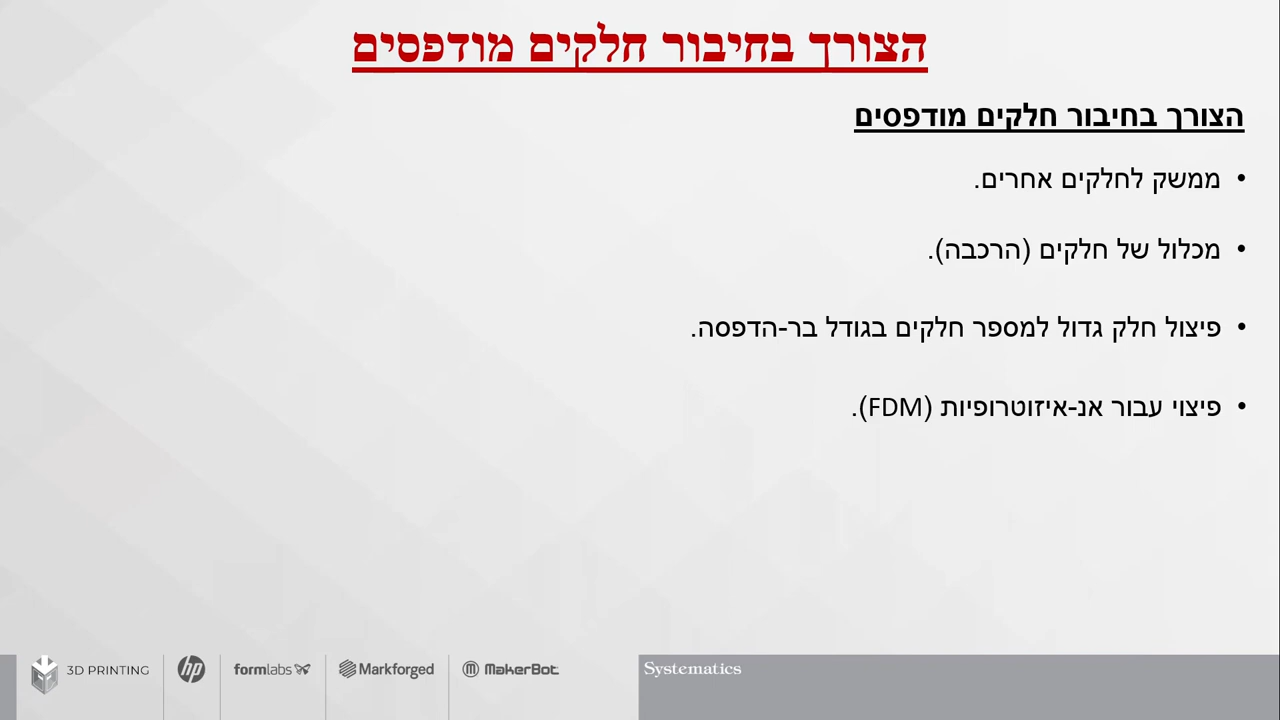 הצורך בחיבור חלקים מודפסים
הצורך בחיבור חלקים מודפסים
• ממשק לחלקים אחרים.
• מכלול של חלקים (הרכבה).
• פיצול חלק גדול למספר חלקים בגודל בר-הדפסה.
• פיצוי עבור אנ-איזוטרופיות (FDM).
3D PRINTING
hp
formlabs
Markforged
MakerBot
Systematics